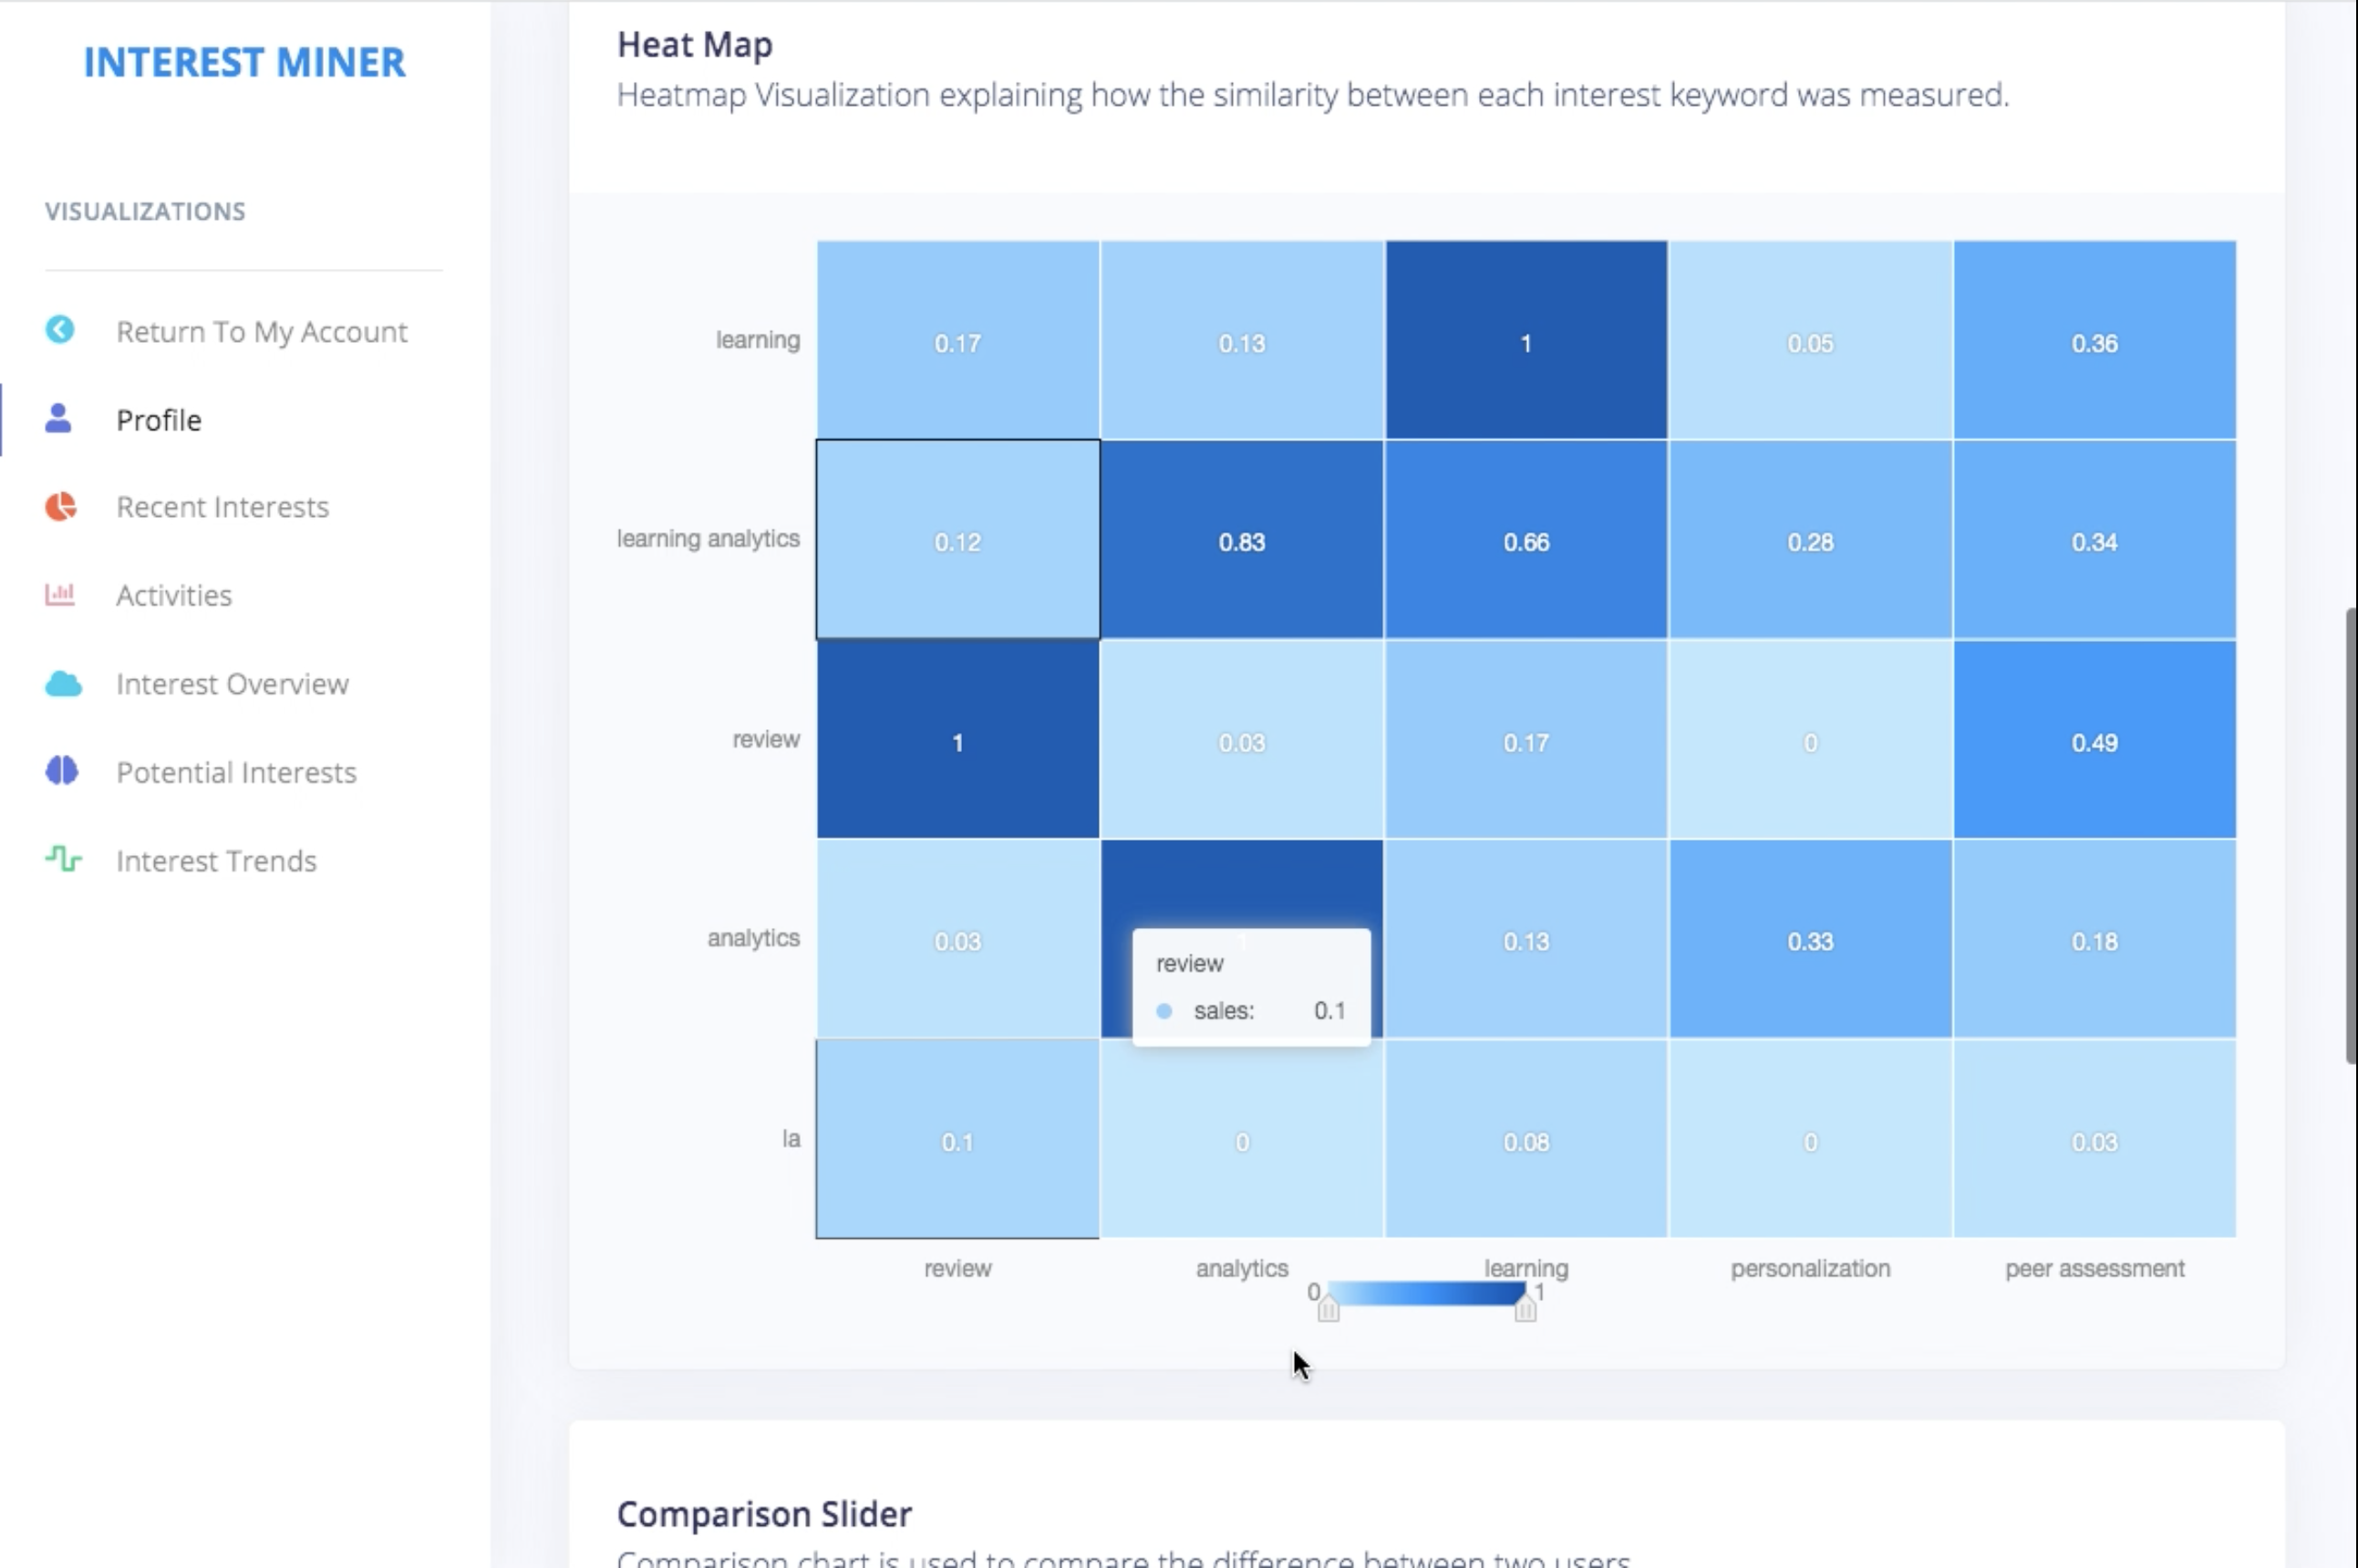 INTEREST MINER
VISUALIZATIONS
Return To My Account
Profile
Recent Interests
Activities
Interest Overview
Potential Interests
Interest Trends
Heat Map
Heatmap Visualization explaining how the similarity between each interest keyword was measured.
learning 0.17 0.13 1 0.05 0.36
learning analytics 0.12 0.83 0.66 0.28 0.34
review 1 0.03 0.17 0 0.49
analytics 0.03 1 0.13 0.33 0.18
review
sales: 0.1
la 0.1 0 0.08 0 0.03
review analytics learning personalization peer assessment
0 1
Comparison Slider
Comparison chart is used to compare the difference between two users